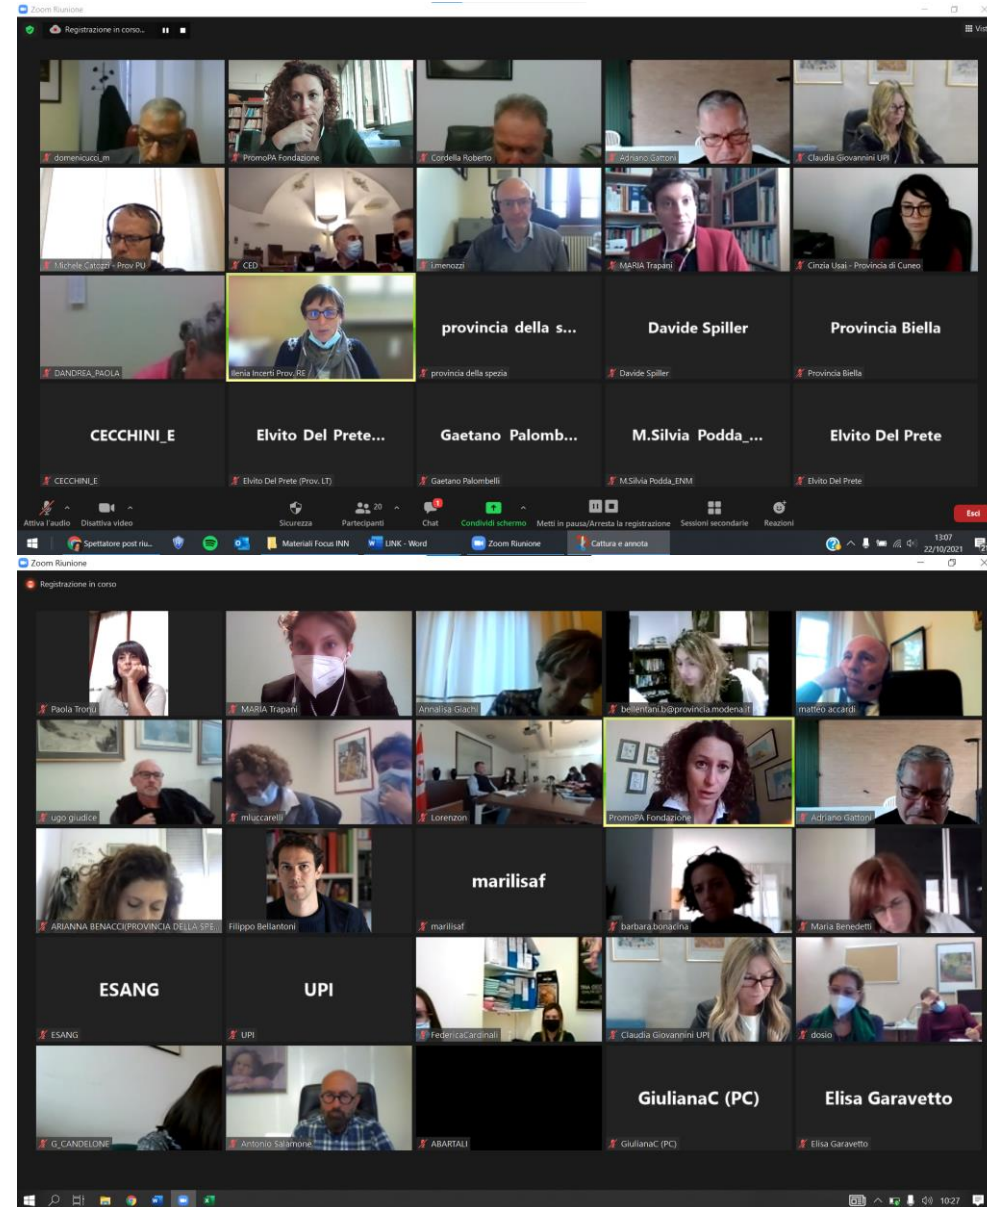 Zoom Riunione
Registrazione in corso...
Vist
domenicucci_m
PromoPA Fondazione
Cordella Roberto
Adriano Gattoni
Claudia Giovannini UPI
Michele Catozzi - Prov PU
CED
i.menozzi
MARIA Trapani
Cinzia Usai - Provincia di Cuneo
DANDREA_PAOLA
Ilenia Incerti Prov. RE
provincia della s...
provincia della spezia
Davide Spiller
Davide Spiller
Provincia Biella
Provincia Biella
CECCHINI_E
CECCHINI_E
Elvito Del Prete...
Elvito Del Prete (Prov. LT)
Gaetano Palomb...
Gaetano Palombelli
M.Silvia Podda_...
M.Silvia Podda_ENM
Elvito Del Prete
Elvito Del Prete
Attiva l'audio
Disattiva video
Sicurezza
20
Partecipanti
1
Chat
Condividi schermo
Metti in pausa/Arresta la registrazione
Sessioni secondarie
Reazioni
Esci
Spettatore post riu...
Materiali Focus INN
LINK - Word
Zoom Riunione
Cattura e annota
13:07
22/10/2021
Zoom Riunione
Registrazione in corso
Paola Tronu
MARIA Trapani
Annalisa Giachi
bellentani.b@provincia.modena.it
matteo accardi
ugo giudice
mluccarelli
Lorenzon
PromoPA Fondazione
Adriano Gattoni
ARIANNA BENACCI(PROVINCIA DELLA SPE...
Filippo Bellantoni
marilisaf
marilisaf
barbara.bonacina
Maria Benedetti
ESANG
ESANG
UPI
UPI
FedericaCardinali
Claudia Giovannini UPI
dosio
G_CANDELONE
Antonio Salamone
ABARTALI
GiulianaC (PC)
GiulianaC (PC)
Elisa Garavetto
Elisa Garavetto
10:27